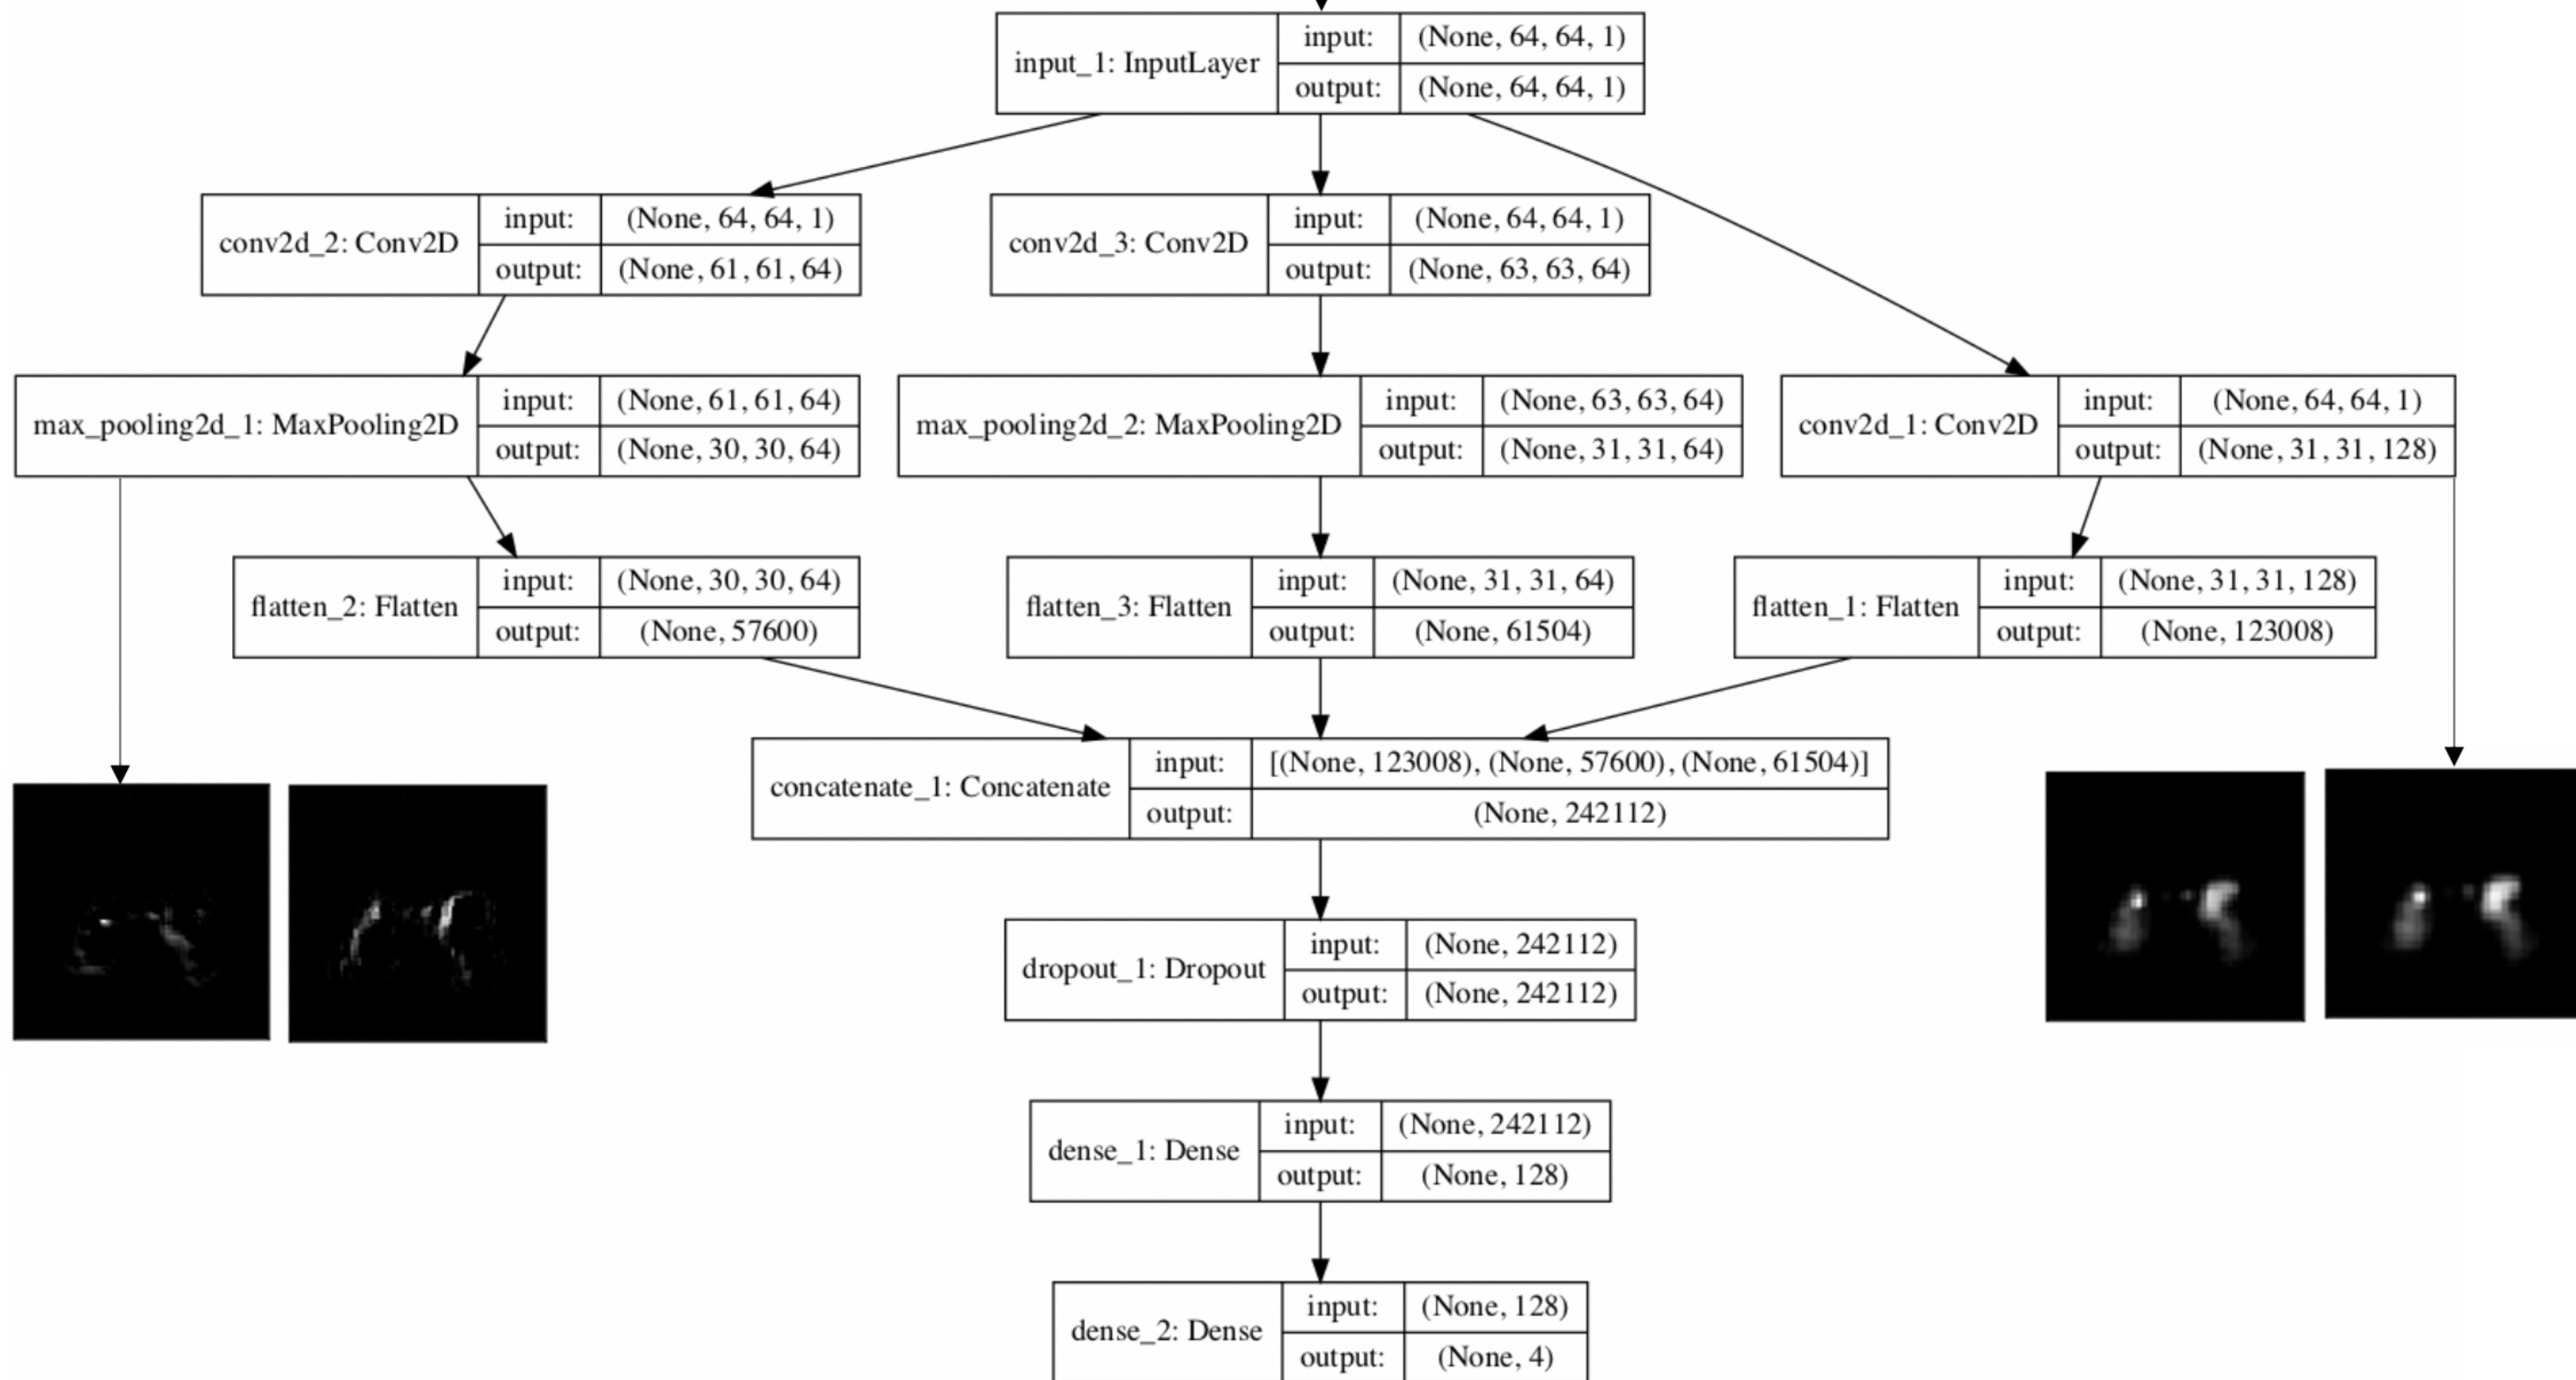 input_1: InputLayer
input:
(None, 64, 64, 1)
output:
(None, 64, 64, 1)
conv2d_2: Conv2D
input:
(None, 64, 64, 1)
output:
(None, 61, 61, 64)
conv2d_3: Conv2D
input:
(None, 64, 64, 1)
output:
(None, 63, 63, 64)
max_pooling2d_1: MaxPooling2D
input:
(None, 61, 61, 64)
output:
(None, 30, 30, 64)
max_pooling2d_2: MaxPooling2D
input:
(None, 63, 63, 64)
output:
(None, 31, 31, 64)
conv2d_1: Conv2D
input:
(None, 64, 64, 1)
output:
(None, 31, 31, 128)
flatten_2: Flatten
input:
(None, 30, 30, 64)
output:
(None, 57600)
flatten_3: Flatten
input:
(None, 31, 31, 64)
output:
(None, 61504)
flatten_1: Flatten
input:
(None, 31, 31, 128)
output:
(None, 123008)
concatenate_1: Concatenate
input:
[(None, 123008), (None, 57600), (None, 61504)]
output:
(None, 242112)
dropout_1: Dropout
input:
(None, 242112)
output:
(None, 242112)
dense_1: Dense
input:
(None, 242112)
output:
(None, 128)
dense_2: Dense
input:
(None, 128)
output:
(None, 4)